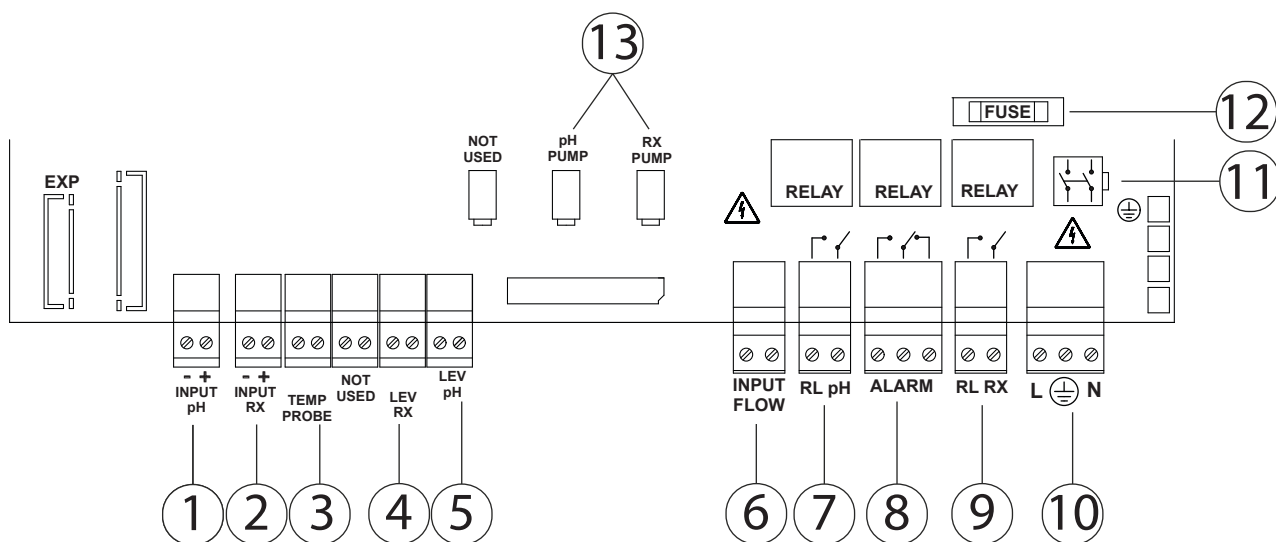 13
12
FUSE
NOT
USED
pH
PUMP
RX
PUMP
11
EXP
RELAY
RELAY
RELAY
- +
INPUT
pH
- +
INPUT
RX
TEMP
PROBE
NOT
USED
LEV
RX
LEV
pH
INPUT
FLOW
RL pH
ALARM
RL RX
L
N
1
2
3
4
5
6
7
8
9
10